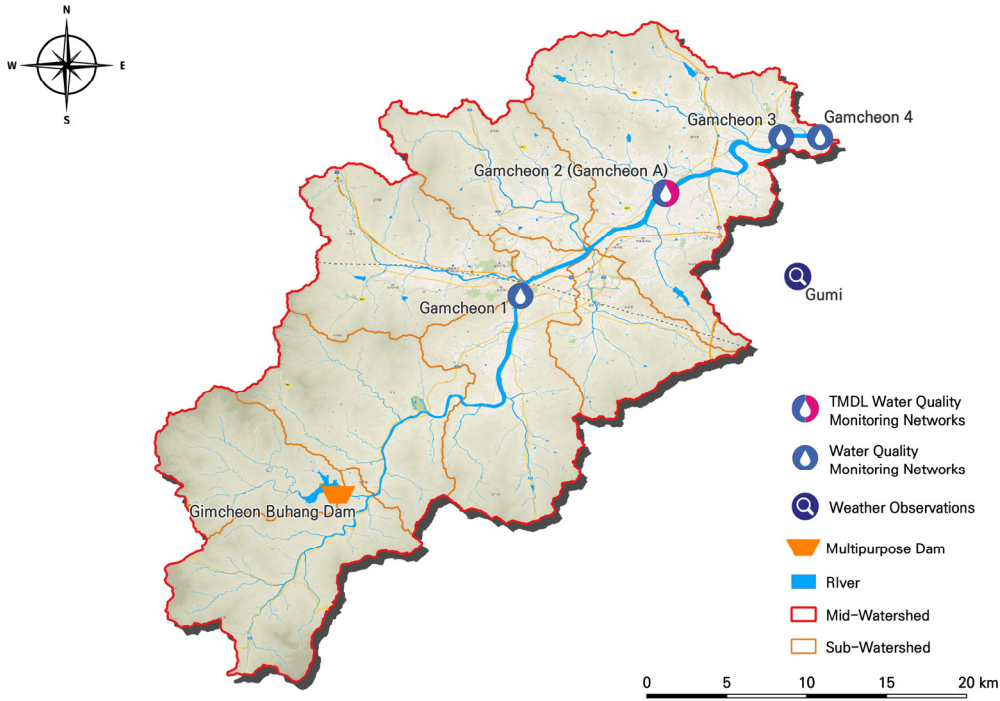 N
W
E
S
Gamcheon 3
Gamcheon 4
Gamcheon 2 (Gamcheon A)
Gumi
Gamcheon 1
Gimcheon Buhang Dam
TMDL Water Quality
Monitoring Networks
Water Quality
Monitoring Networks
Weather Observations
Multipurpose Dam
RIver
Mid-Watershed
Sub-Watershed
0 5 10 15 20 km